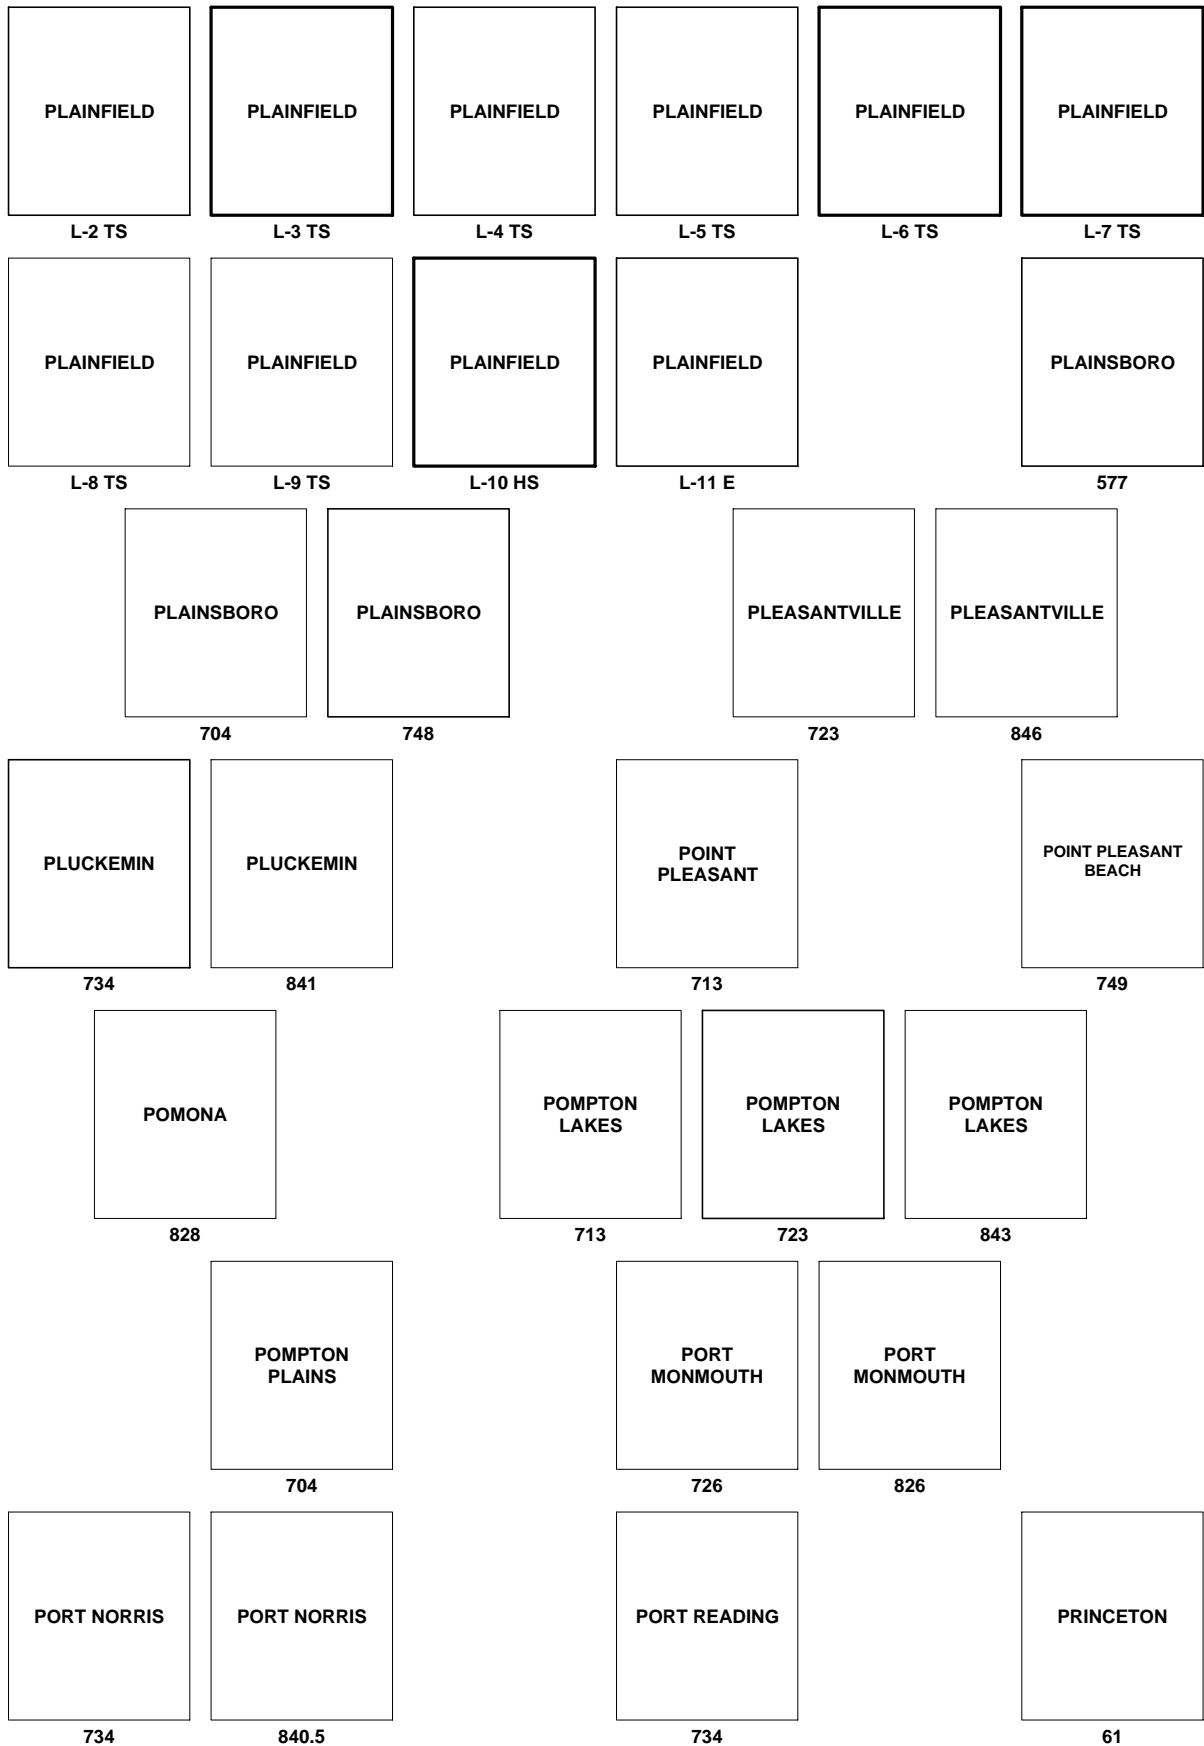 PLAINFIELD PLAINFIELD PLAINFIELD PLAINFIELD PLAINFIELD PLAINFIELD
L-2 TS L-3 TS L-4 TS L-5 TS L-6 TS L-7 TS
PLAINFIELD PLAINFIELD PLAINFIELD PLAINFIELD PLAINSBORO
L-8 TS L-9 TS L-10 HS L-11 E 577
PLAINSBORO PLAINSBORO PLEASANTVILLE PLEASANTVILLE
704 748 723 846
PLUCKEMIN PLUCKEMIN
POINT
PLEASANT
POINT PLEASANT
BEACH
734 841 713 749
POMONA
POMPTON
LAKES
POMPTON
LAKES
POMPTON
LAKES
828 713 723 843
POMPTON
PLAINS
PORT
MONMOUTH
PORT
MONMOUTH
704 726 826
PORT NORRIS PORT NORRIS PORT READING PRINCETON
734 840.5 734 61